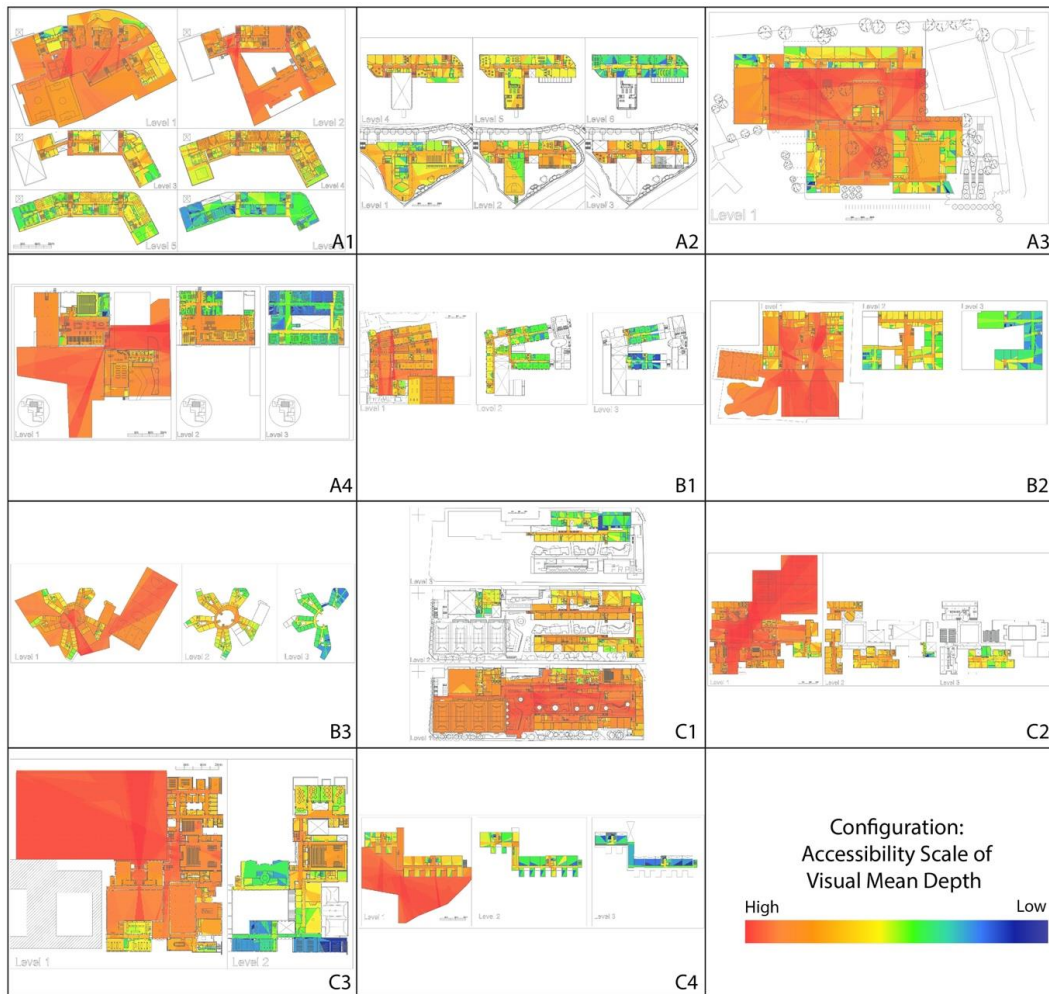 Level 1
Level 2
Level 3
Level 4
Level 5
A1
Level 4
Level 5
Level 6
Level 1
Level 2
Level 3
A2
Level 1
A3
Level 1
Level 2
Level 3
A4
Level 1
Level 2
Level 3
B1
Level 1
Level 2
Level 3
B2
Level 1
Level 2
Level 3
B3
Level 3
Level 2
Level 1
C1
Level 1
Level 2
Level 3
C2
Level 1
Level 2
C3
Level 1
Level 2
Level 3
C4
Configuration:
Accessibility Scale of
Visual Mean Depth
High
Low